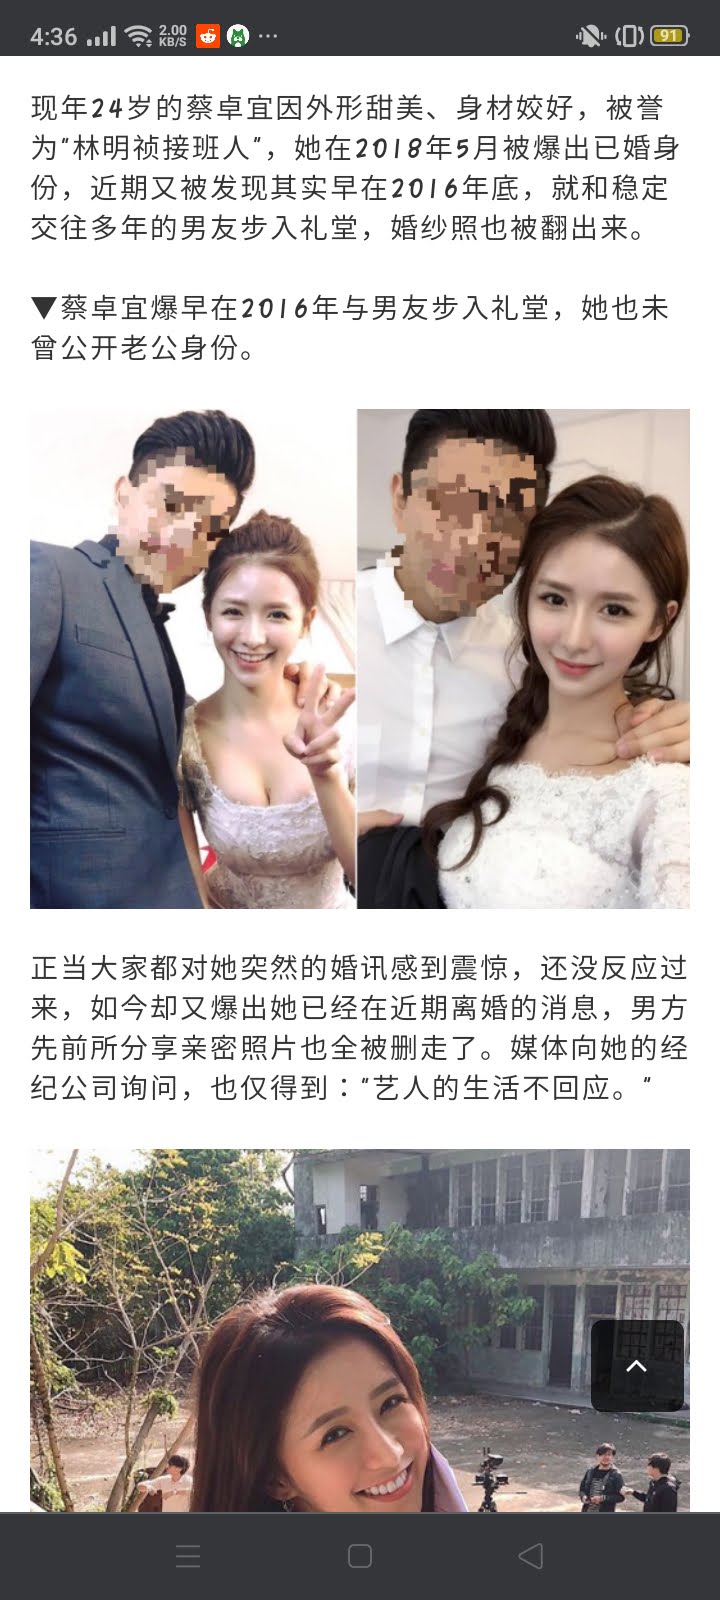 4:36 2.00 KB/S 91
现年24岁的蔡卓宜因外形甜美、身材姣好，被誉
为"林明祯接班人"，她在2018年5月被爆出已婚身
份，近期又被发现其实早在2016年底，就和稳定
交往多年的男友步入礼堂，婚纱照也被翻出来。
▼蔡卓宜爆早在2016年与男友步入礼堂，她也未
曾公开老公身份。
正当大家都对她突然的婚讯感到震惊，还没反应过
来，如今却又爆出她已经在近期离婚的消息，男方
先前所分享亲密照片也全被删走了。媒体向她的经
纪公司询问，也仅得到："艺人的生活不回应。"